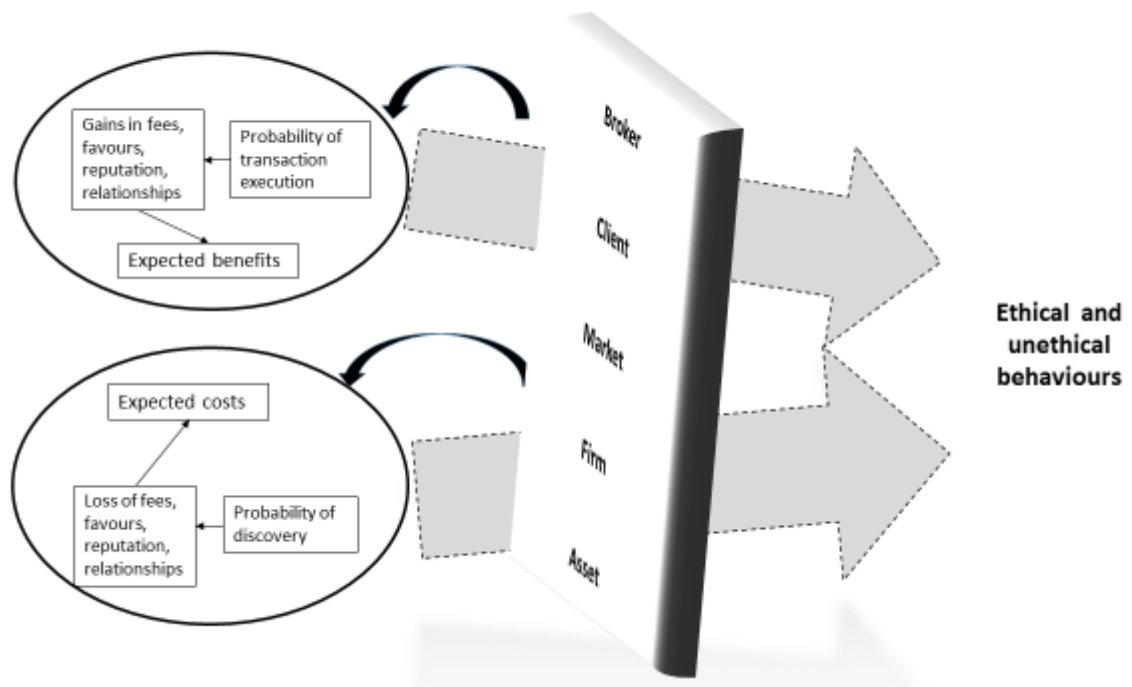 Gains in fees,
favours,
reputation,
relationships
Probability of
transaction
execution
Expected benefits
Expected costs
Loss of fees,
favours,
reputation,
relationships
Probability of
discovery
Broker
Client
Market
Firm
Asset
Ethical and
unethical
behaviours